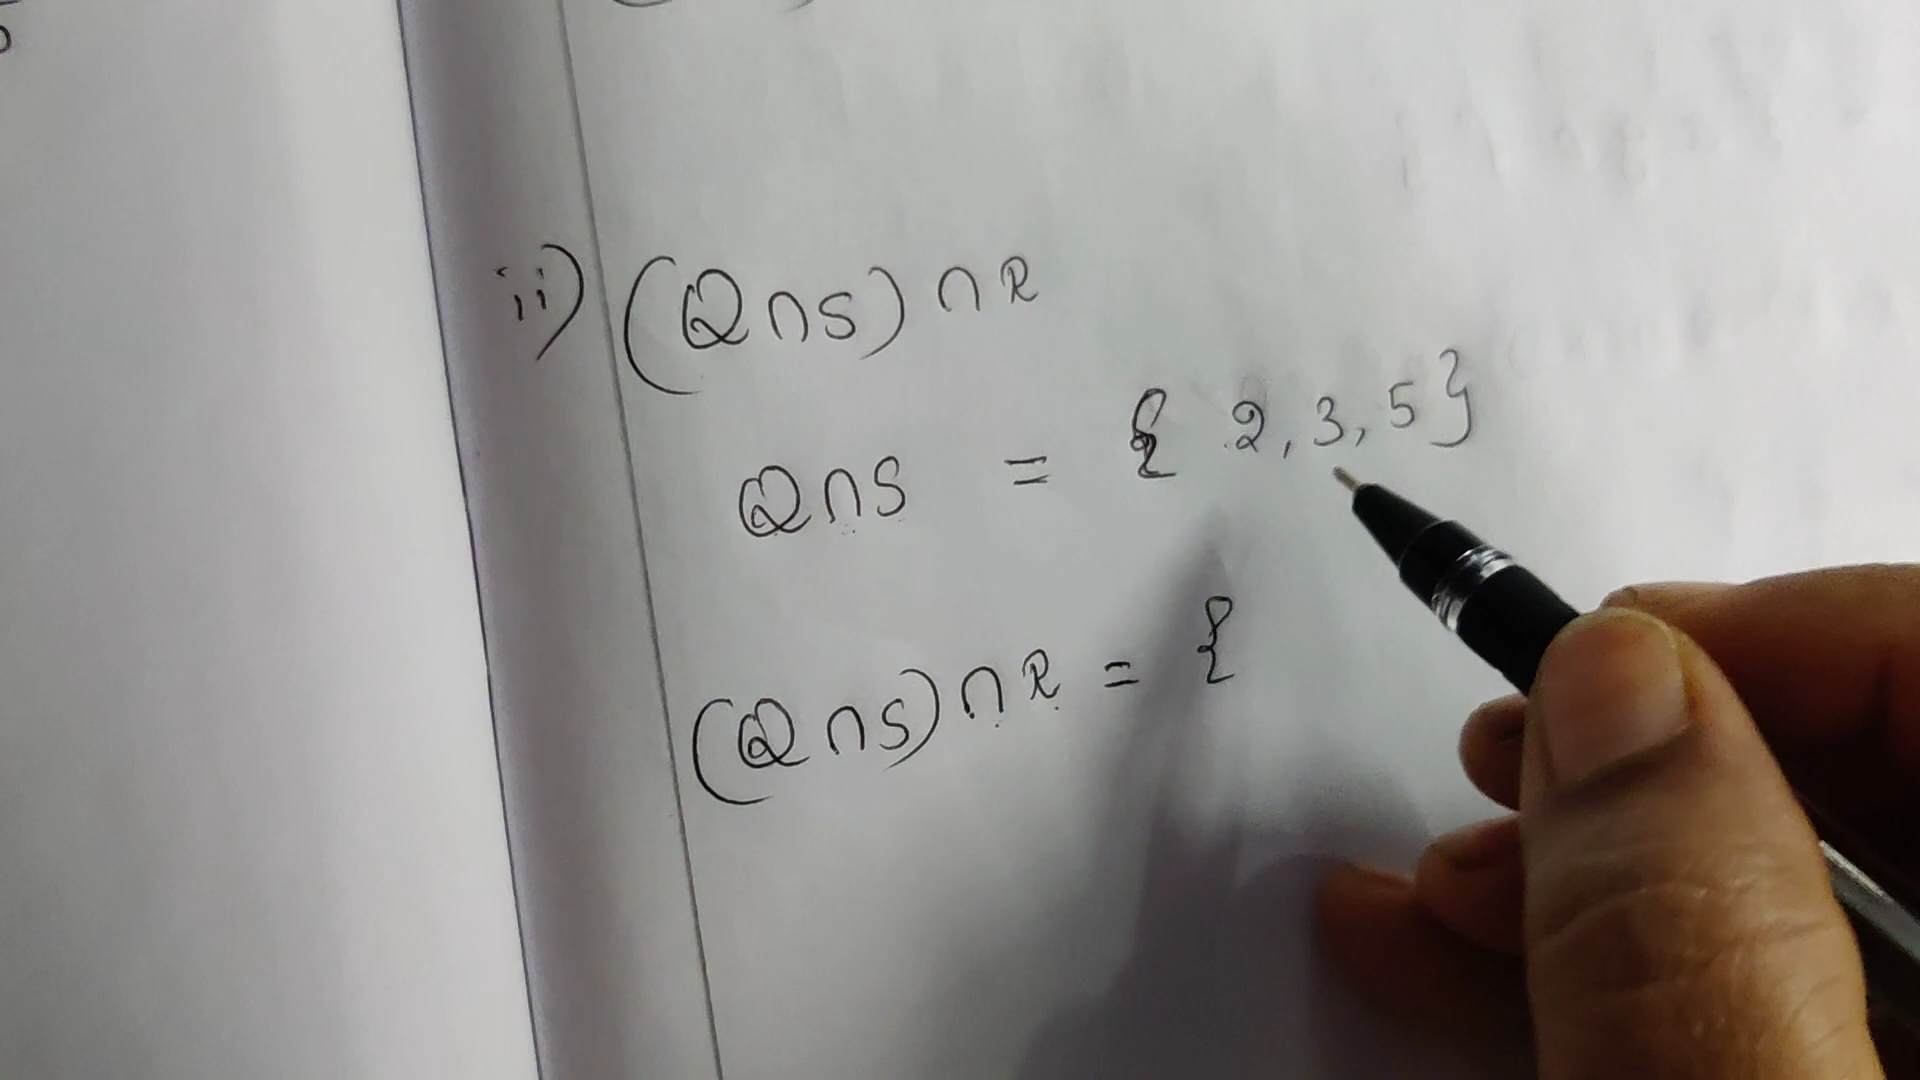 ii) (Q∩S)∩R
Q∩S = { 2, 3, 5}
(Q∩S)∩R = {